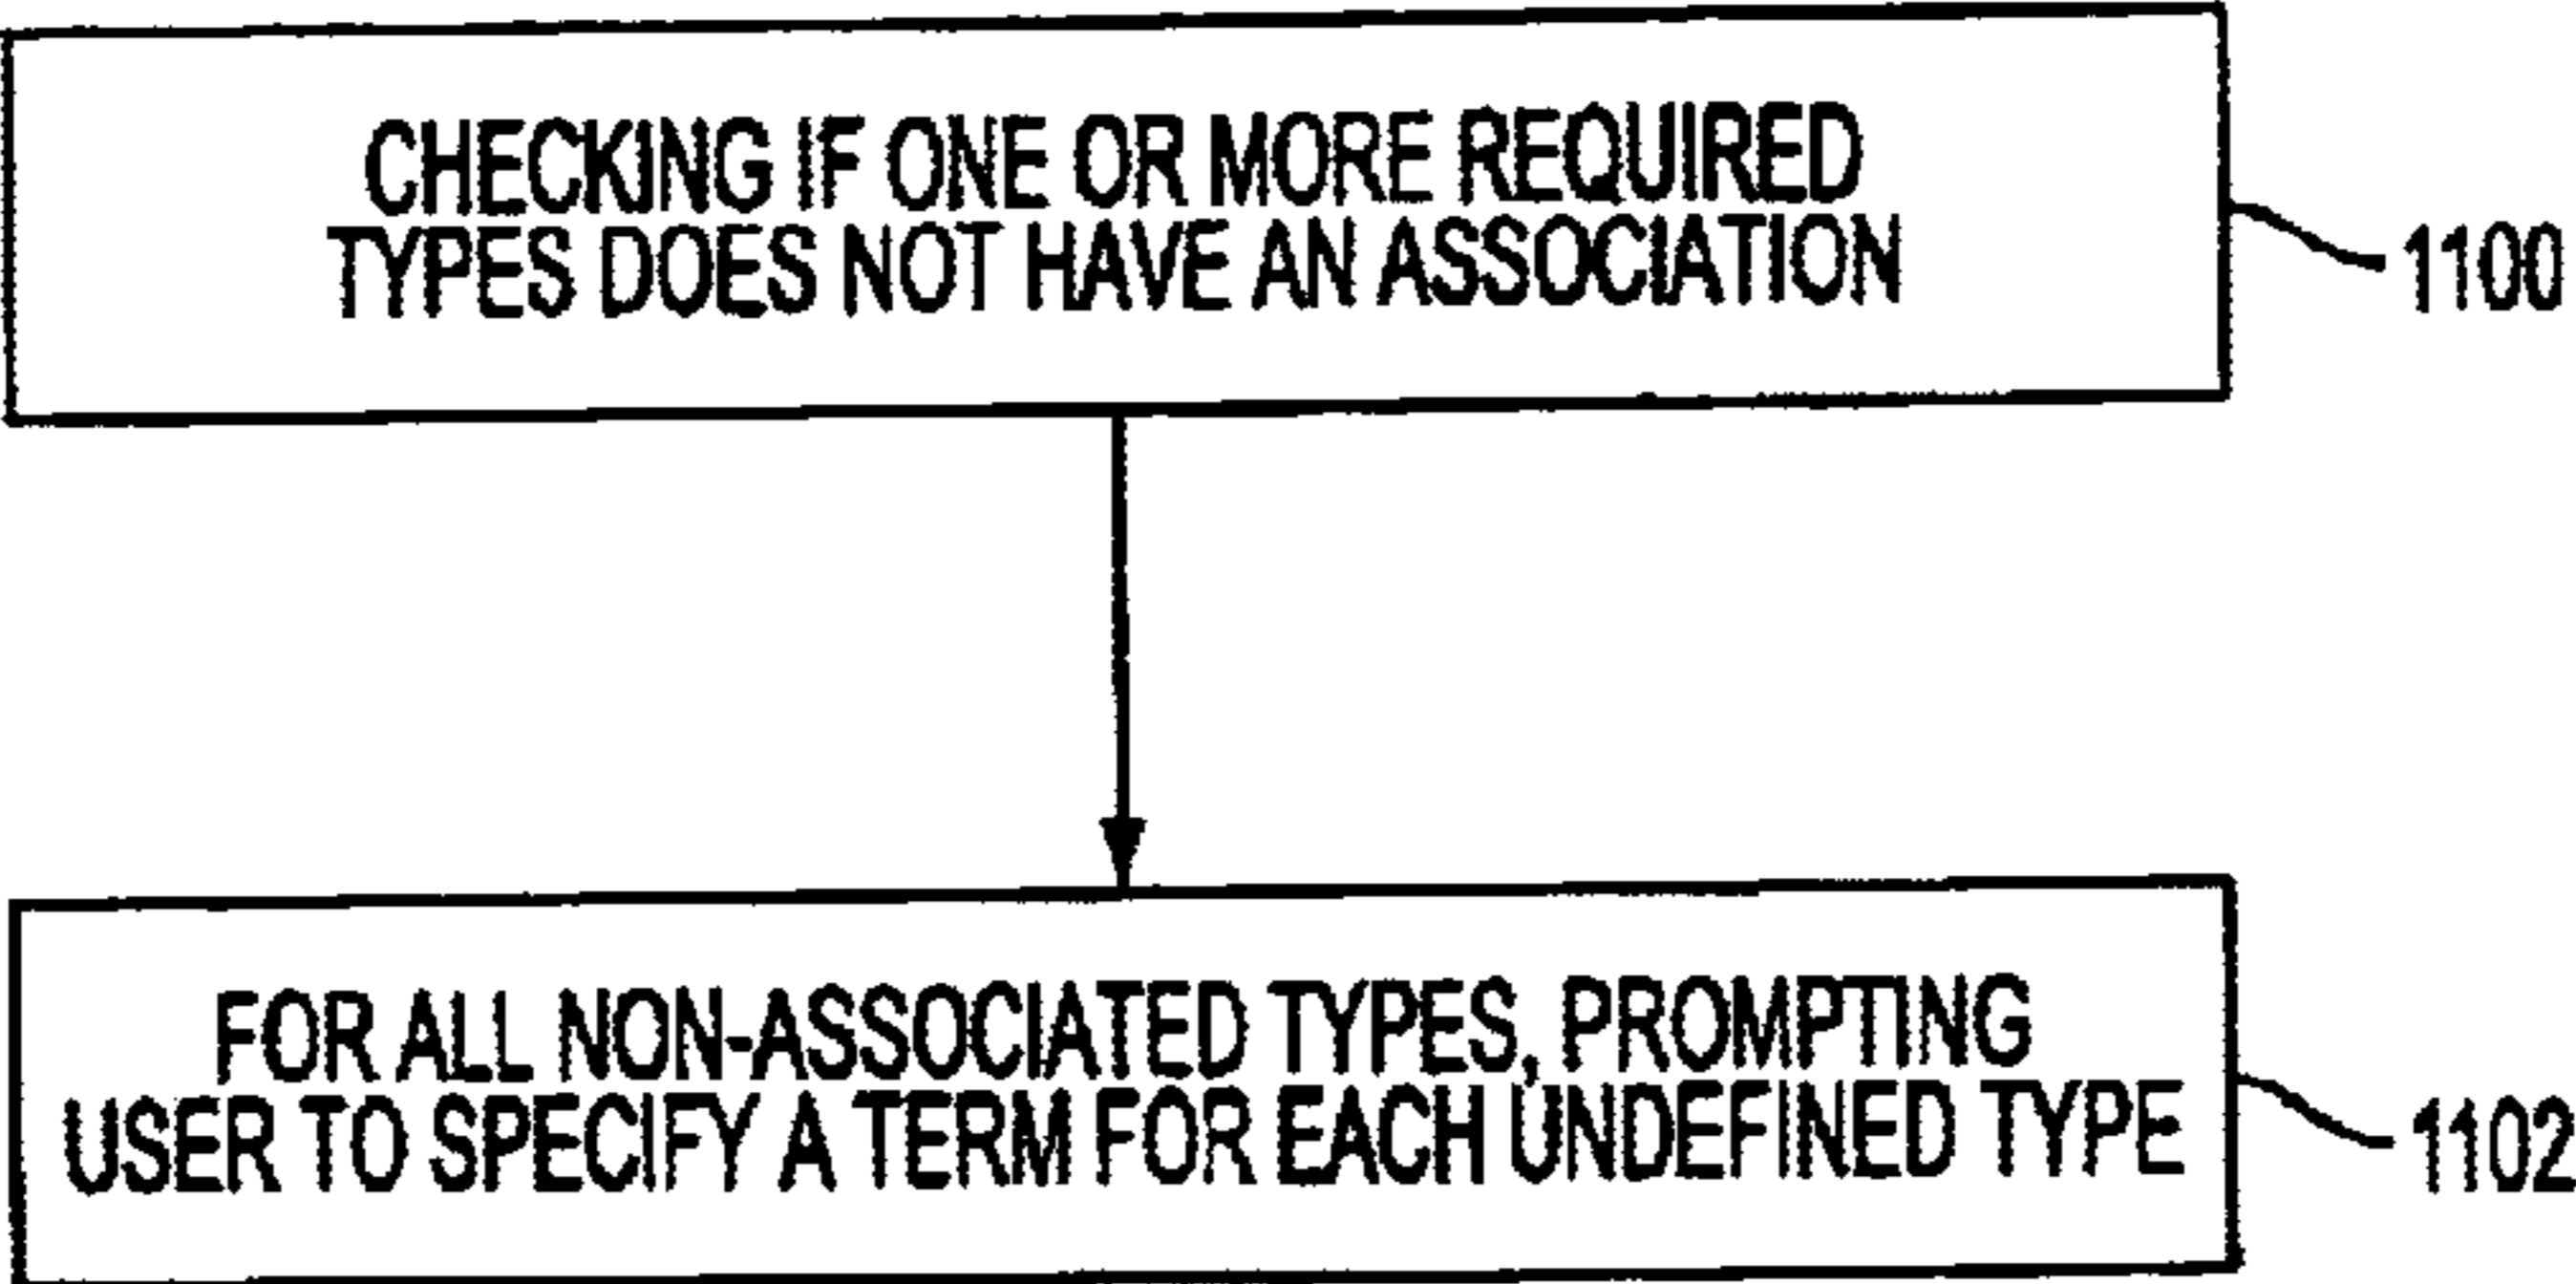 CHECKING IF ONE OR MORE REQUIRED
TYPES DOES NOT HAVE AN ASSOCIATION
1100
FOR ALL NON-ASSOCIATED TYPES, PROMPTING
USER TO SPECIFY A TERM FOR EACH UNDEFINED TYPE
1102